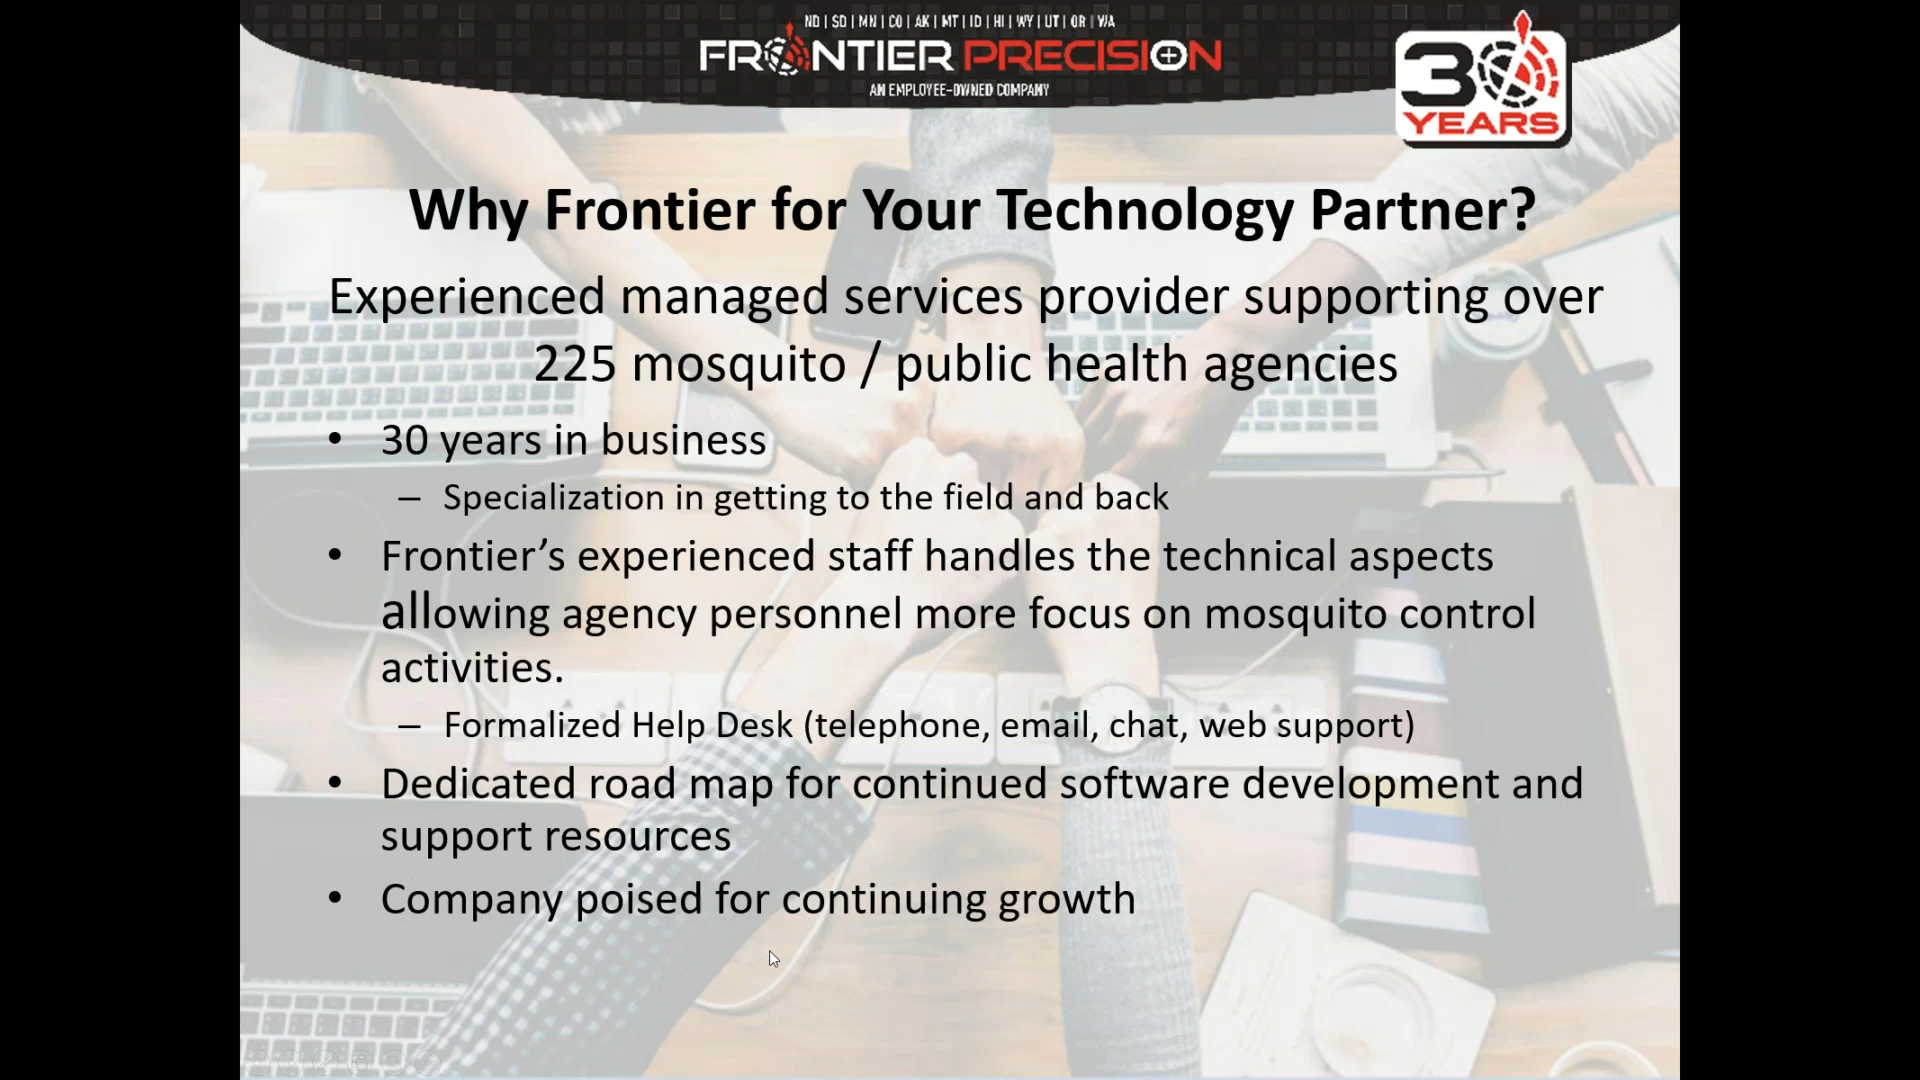 ND | SD | MN | CO | AK | MT | ID | HI | WY | UT | OR | WA
FRONTIER PRECISION
AN EMPLOYEE-OWNED COMPANY
30
YEARS
Why Frontier for Your Technology Partner?
Experienced managed services provider supporting over
225 mosquito / public health agencies
• 30 years in business
– Specialization in getting to the field and back
• Frontier’s experienced staff handles the technical aspects
allowing agency personnel more focus on mosquito control
activities.
– Formalized Help Desk (telephone, email, chat, web support)
• Dedicated road map for continued software development and
support resources
• Company poised for continuing growth